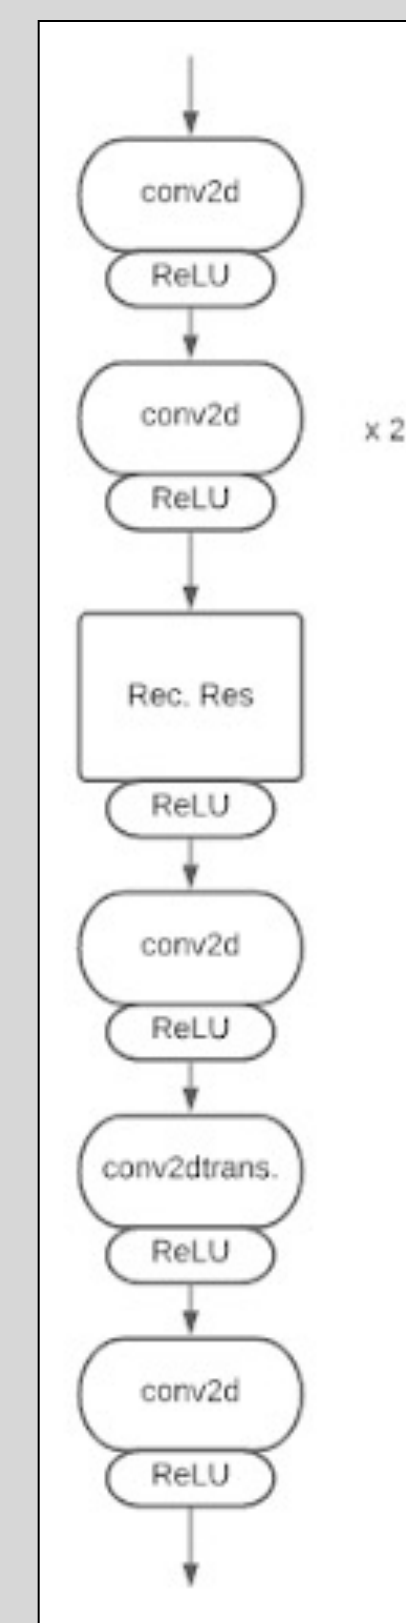 conv2d
ReLU
conv2d
x 2
ReLU
Rec. Res
ReLU
conv2d
ReLU
conv2dtrans.
ReLU
conv2d
ReLU